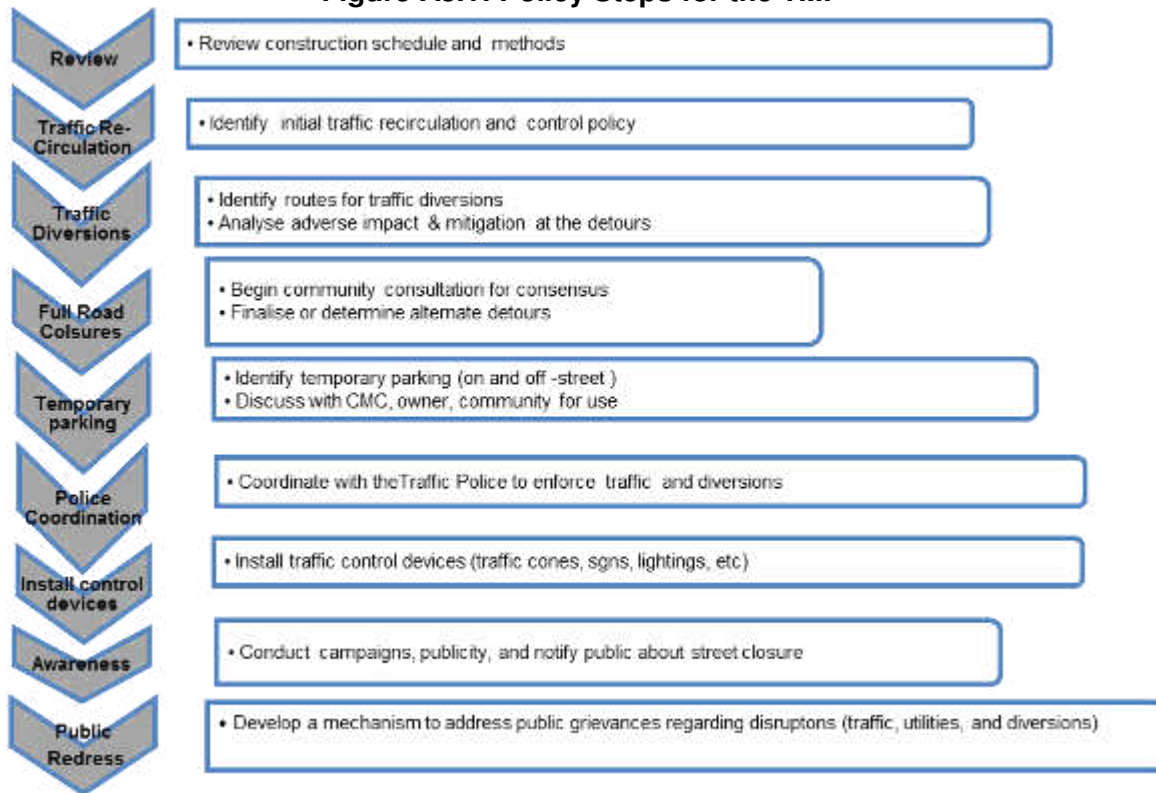 Policy Steps for the
Review
• Review construction schedule and methods
Traffic Re-
Circulation
• Identify initial traffic recirculation and control policy
Traffic
Diversions
• Identify routes for traffic diversions
• Analyse adverse impact & mitigation at the detours
Full Road
Colsures
• Begin community consultation for consensus
• Finalise or determine alternate detours
Temporary
parking
• Identify temporary parking (on and off -street )
• Discuss with CMC, owner, community for use
Police
Coordination
• Coordinate with theTraffic Police to enforce traffic and diversions
Install control
devices
• Install traffic control devices (traffic cones, sgns, lightings, etc)
Awareness
• Conduct campaigns, publicity, and notify public about street closure
Public
Redress
• Develop a mechanism to address public grievances regarding disruptons (traffic, utilities, and diversions)